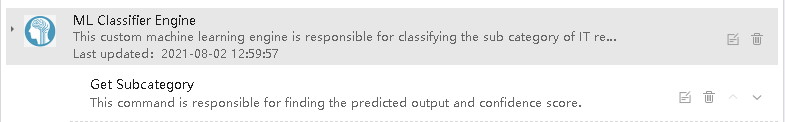 ML Classifier Engine
This custom machine learning engine is responsible for classifying the sub category of IT re...
Last updated: 2021-08-02 12:59:57
Get Subcategory
This command is responsible for finding the predicted output and confidence score.